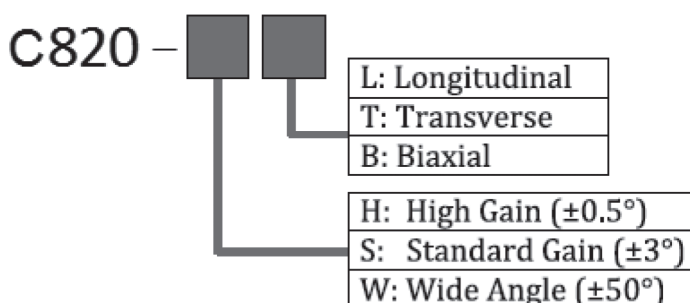 C820 –
L: Longitudinal
T: Transverse
B: Biaxial
H: High Gain (±0.5°)
S: Standard Gain (±3°)
W: Wide Angle (±50°)